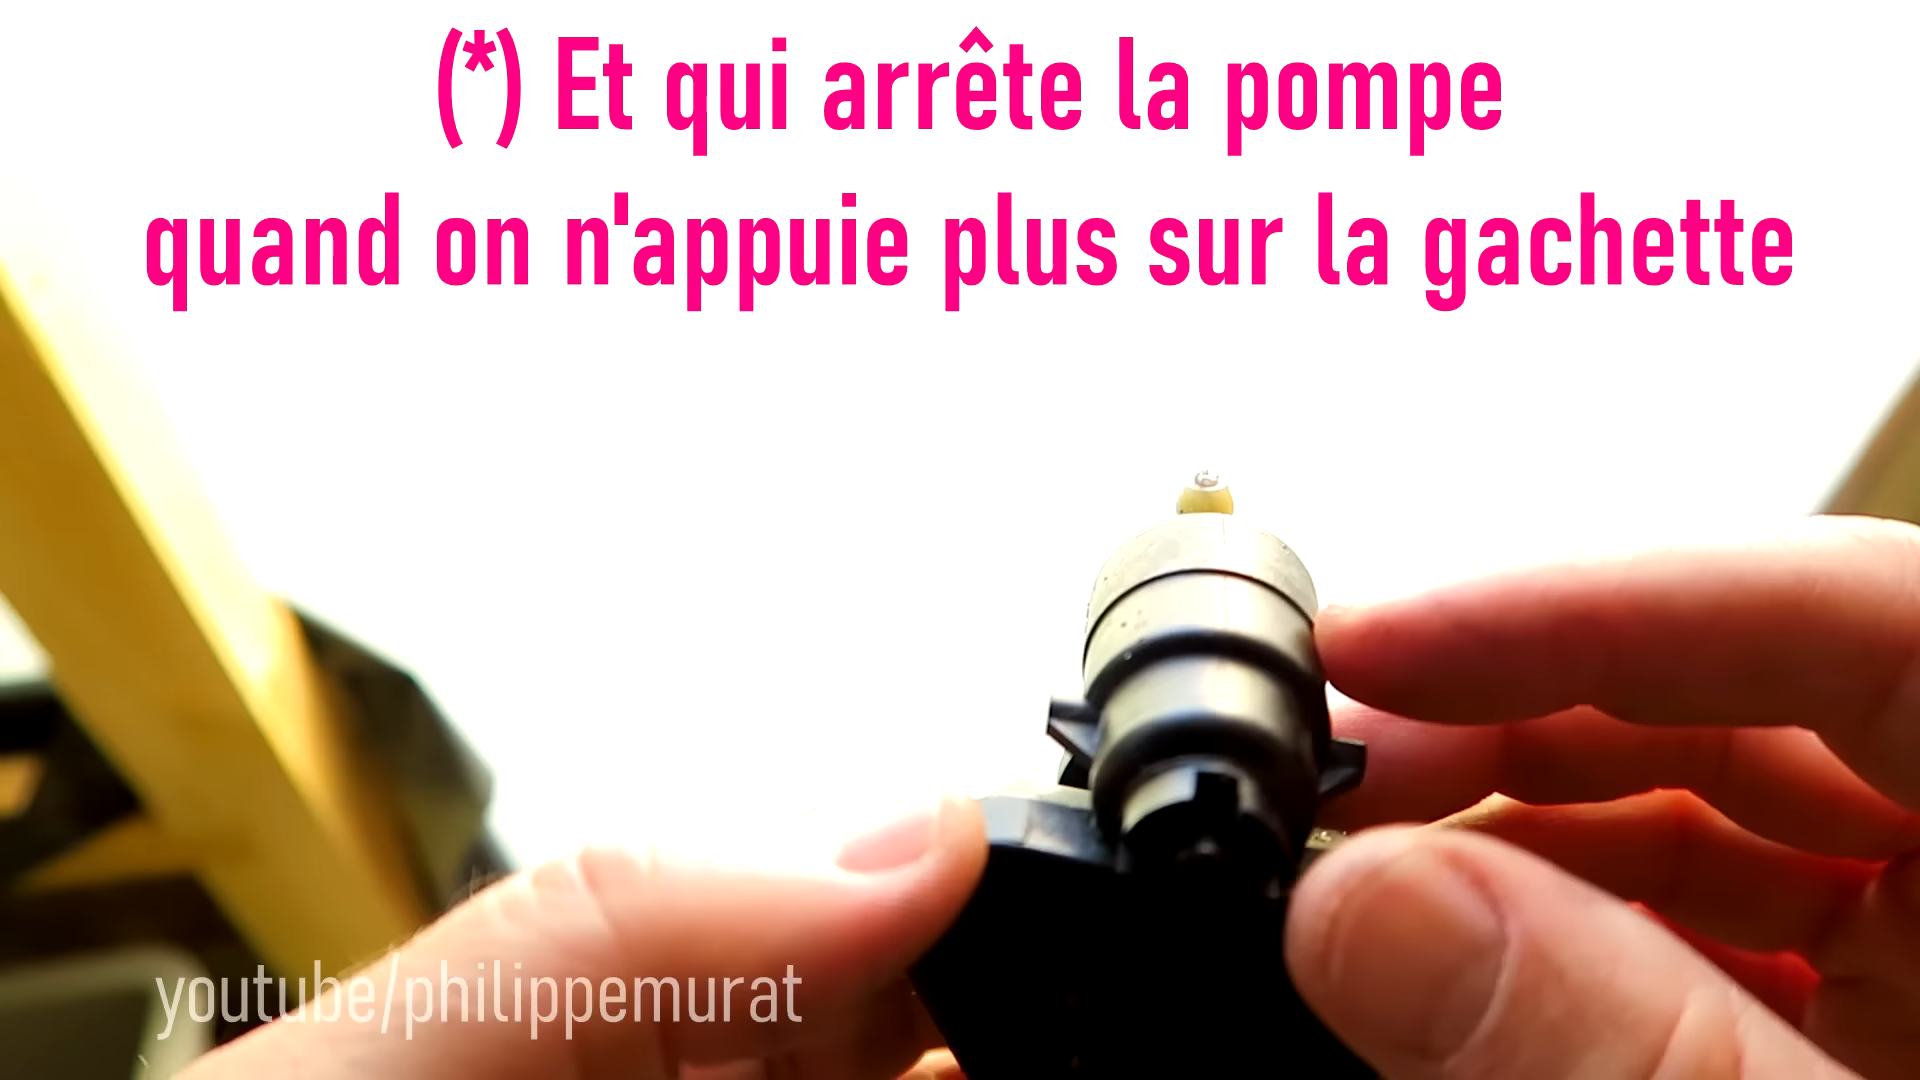 (*) Et qui arrête la pompe
quand on n'appuie plus sur la gachette
youtube/philippemurat